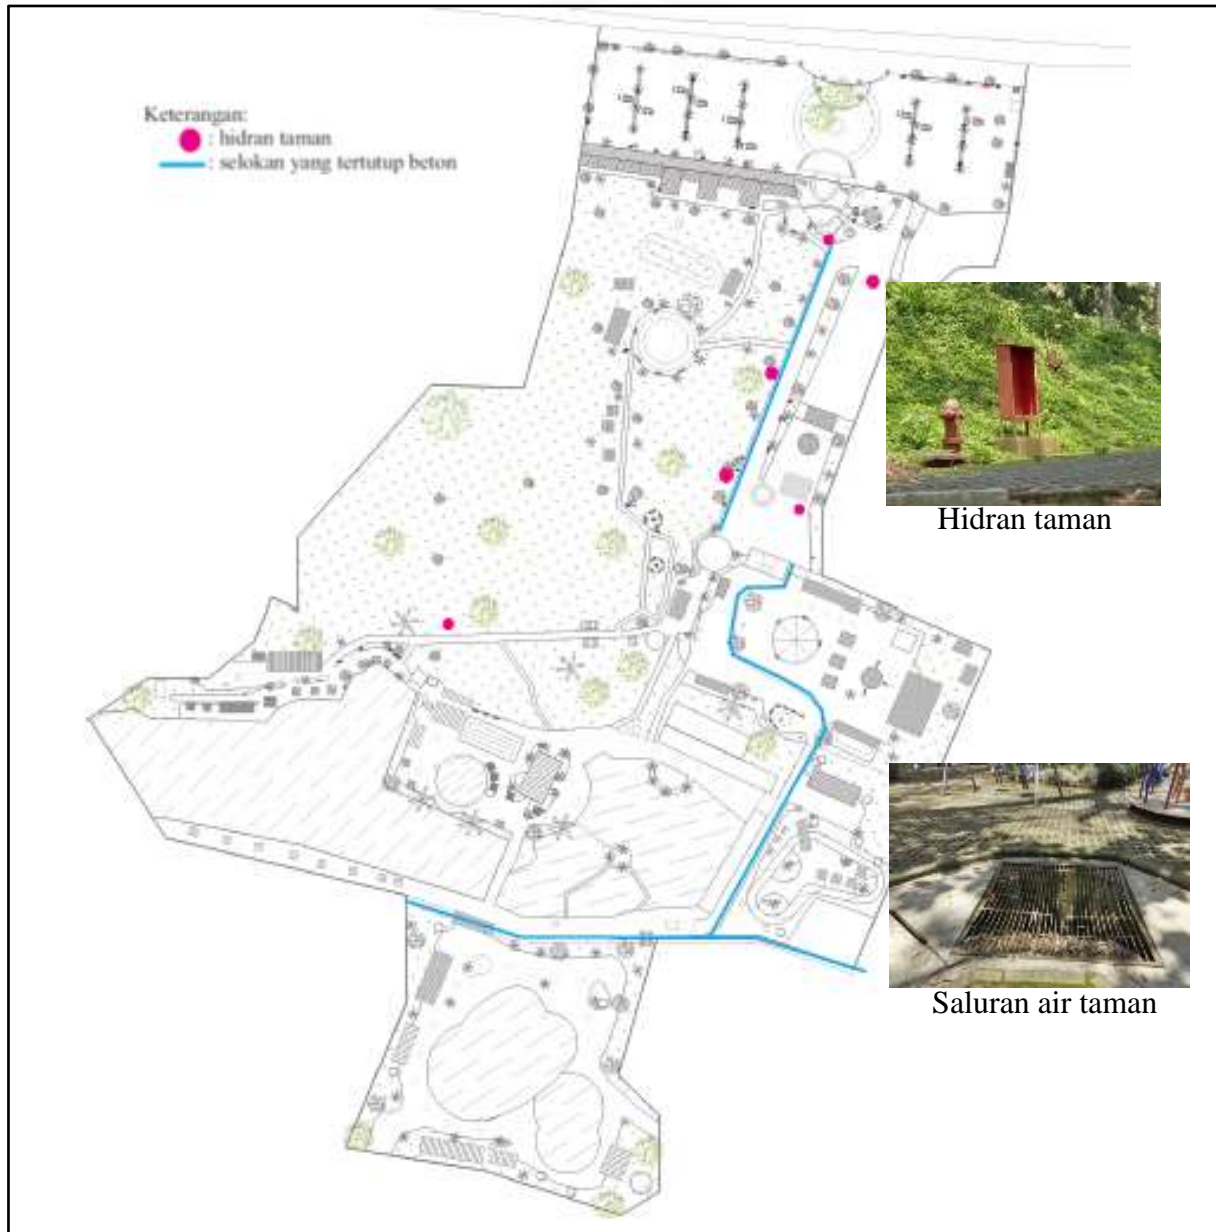 Keterangan:
: hidran taman
: selokan yang tertutup beton
Hidran taman
Saluran air taman